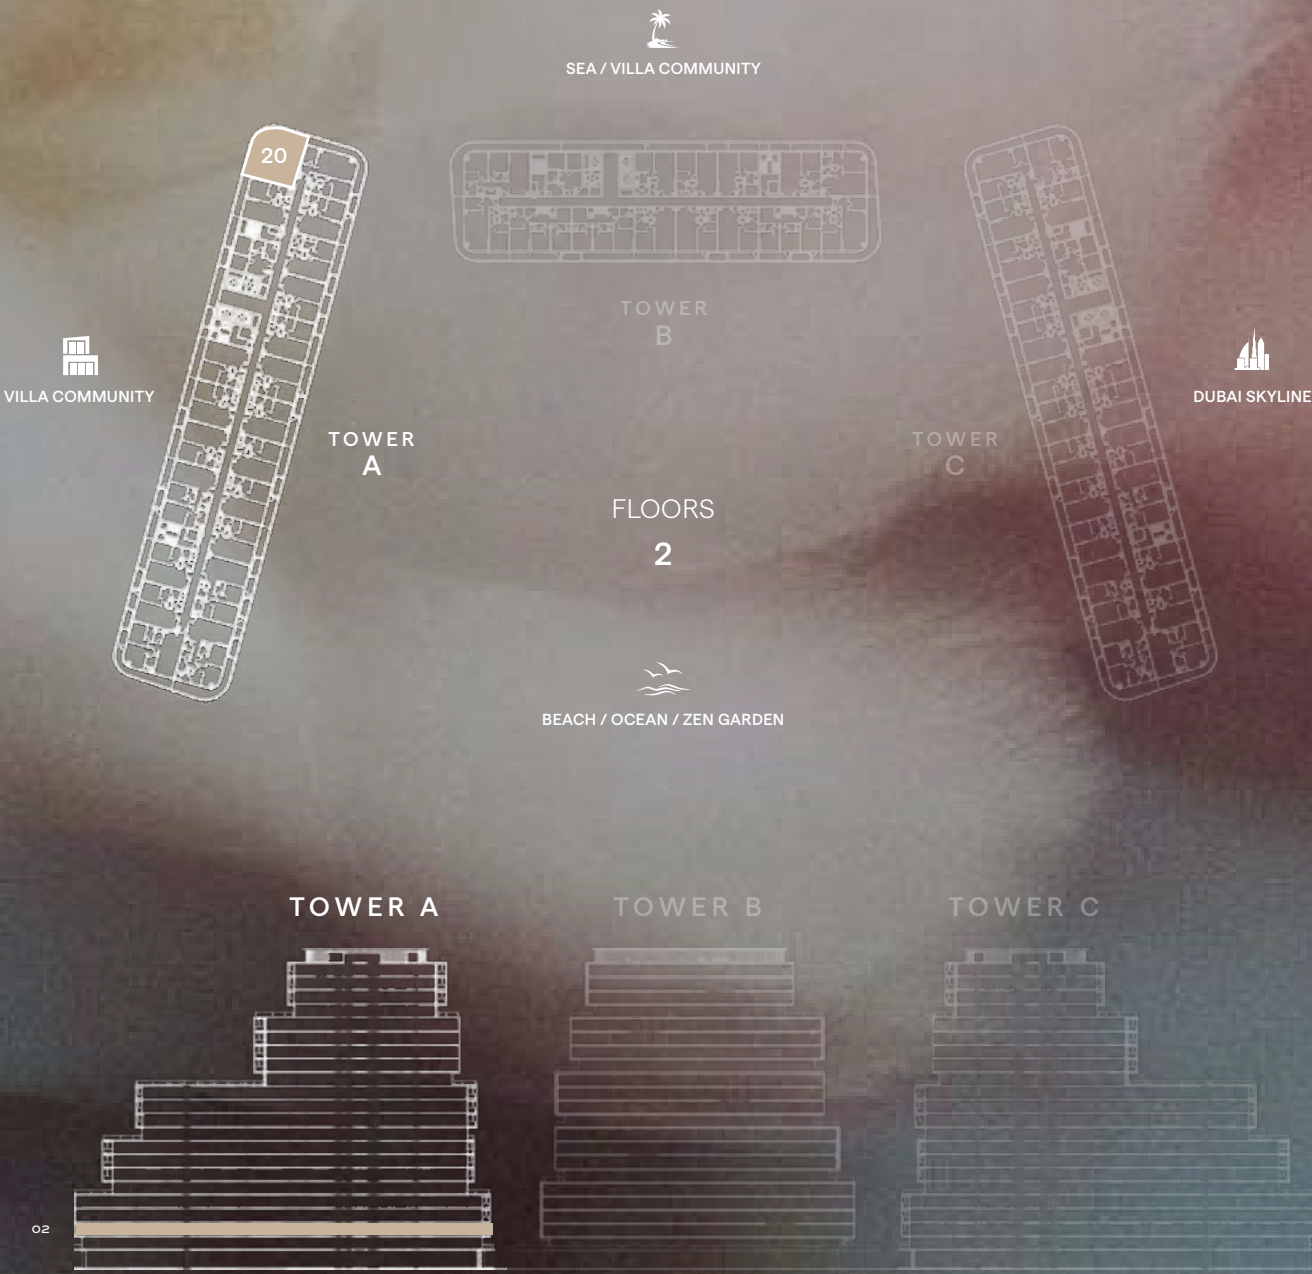 SEA / VILLA COMMUNITY
20
TOWER
B
VILLA COMMUNITY
DUBAI SKYLINE
TOWER
A
TOWER
C
FLOORS
2
BEACH / OCEAN / ZEN GARDEN
TOWER A
TOWER B
TOWER C
02